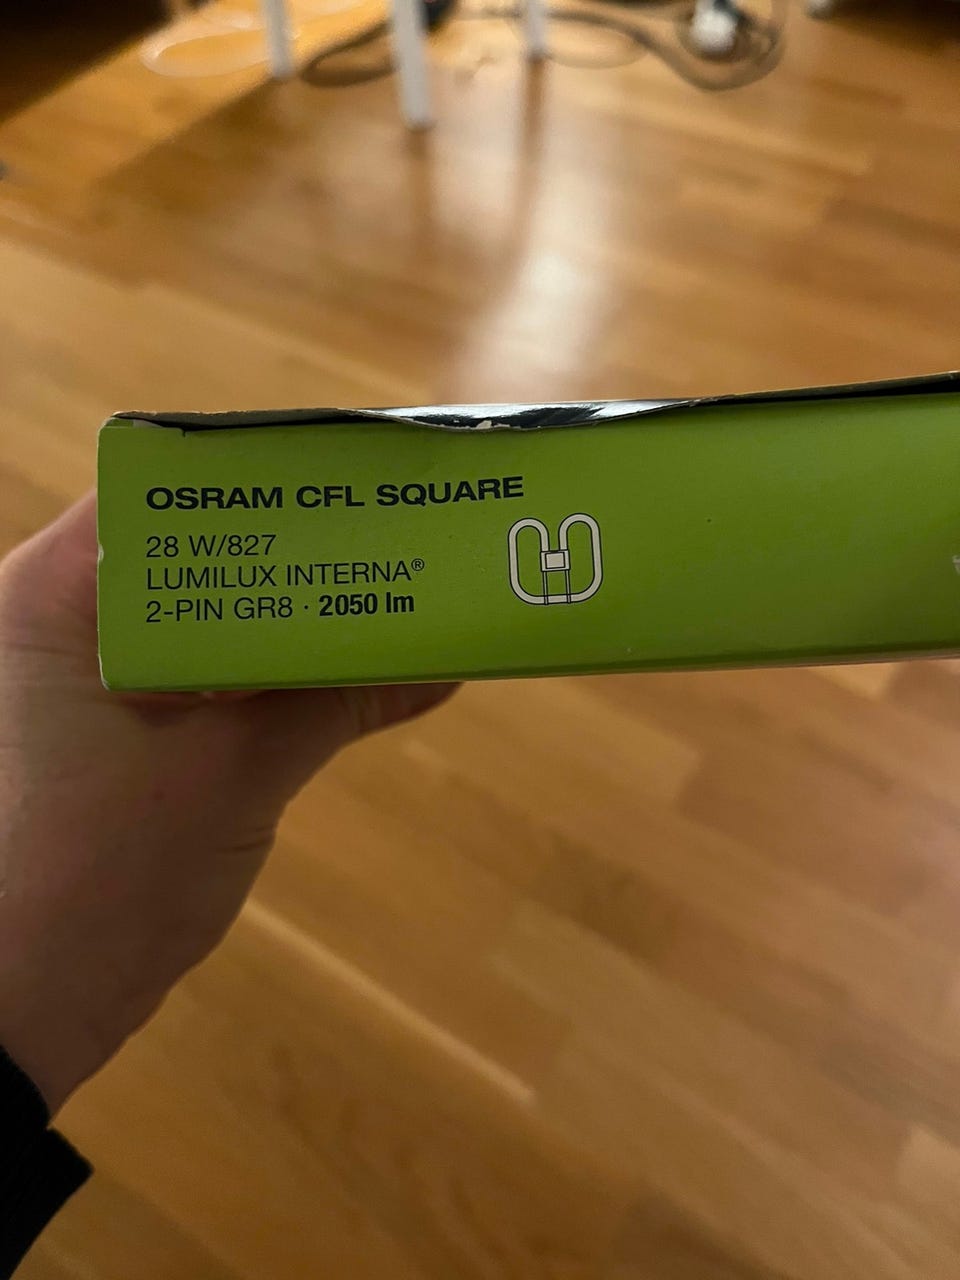 OSRAM CFL SQUARE
28 W/827
LUMILUX INTERNA®
2-PIN GR8 · 2050 lm